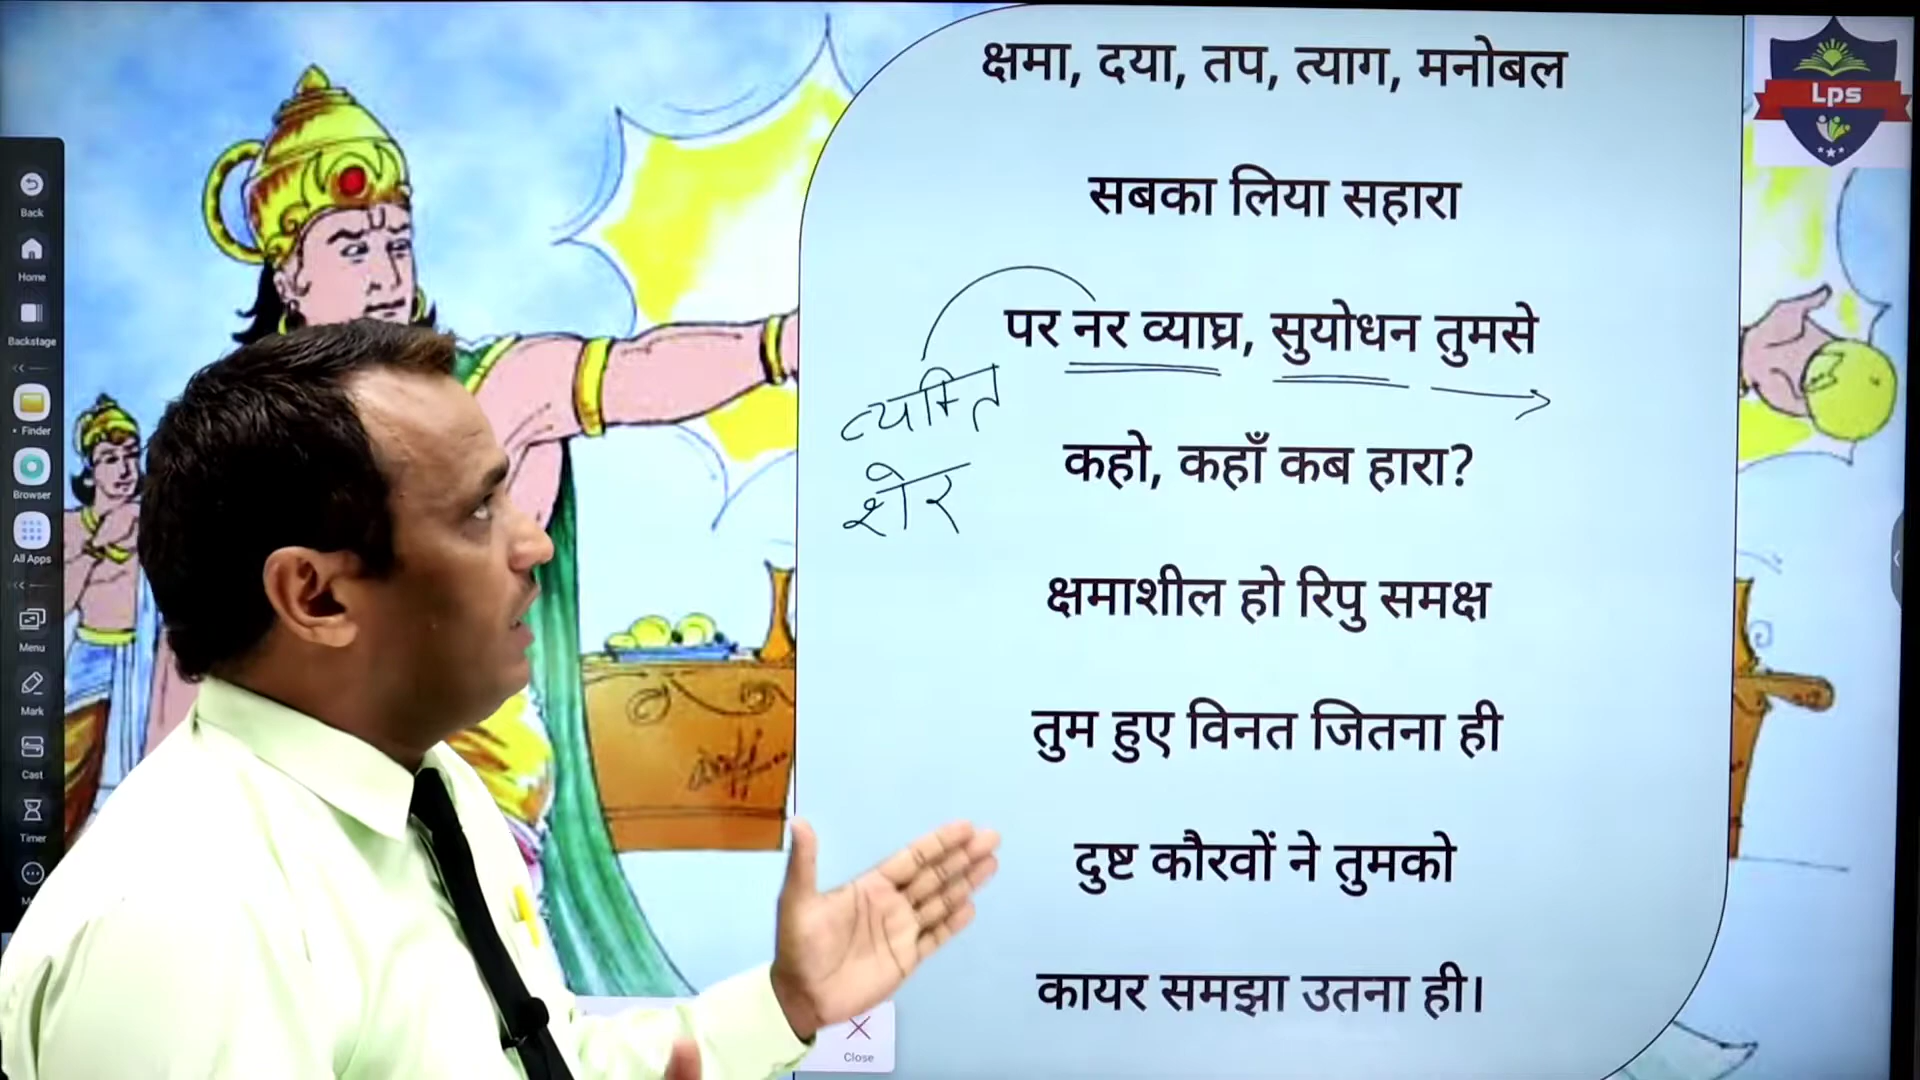 क्षमा, दया, तप, त्याग, मनोबल
सबका लिया सहारा
पर नर व्याघ्र, सुयोधन तुमसे
कहो, कहाँ कब हारा?
क्षमाशील हो रिपु समक्ष
तुम हुए विनत जितना ही
दुष्ट कौरवों ने तुमको
कायर समझा उतना ही।
व्यक्ति
शेर
Lps
Back
Home
Backstage
Finder
Browser
All Apps
Menu
Mark
Cast
Timer
Close